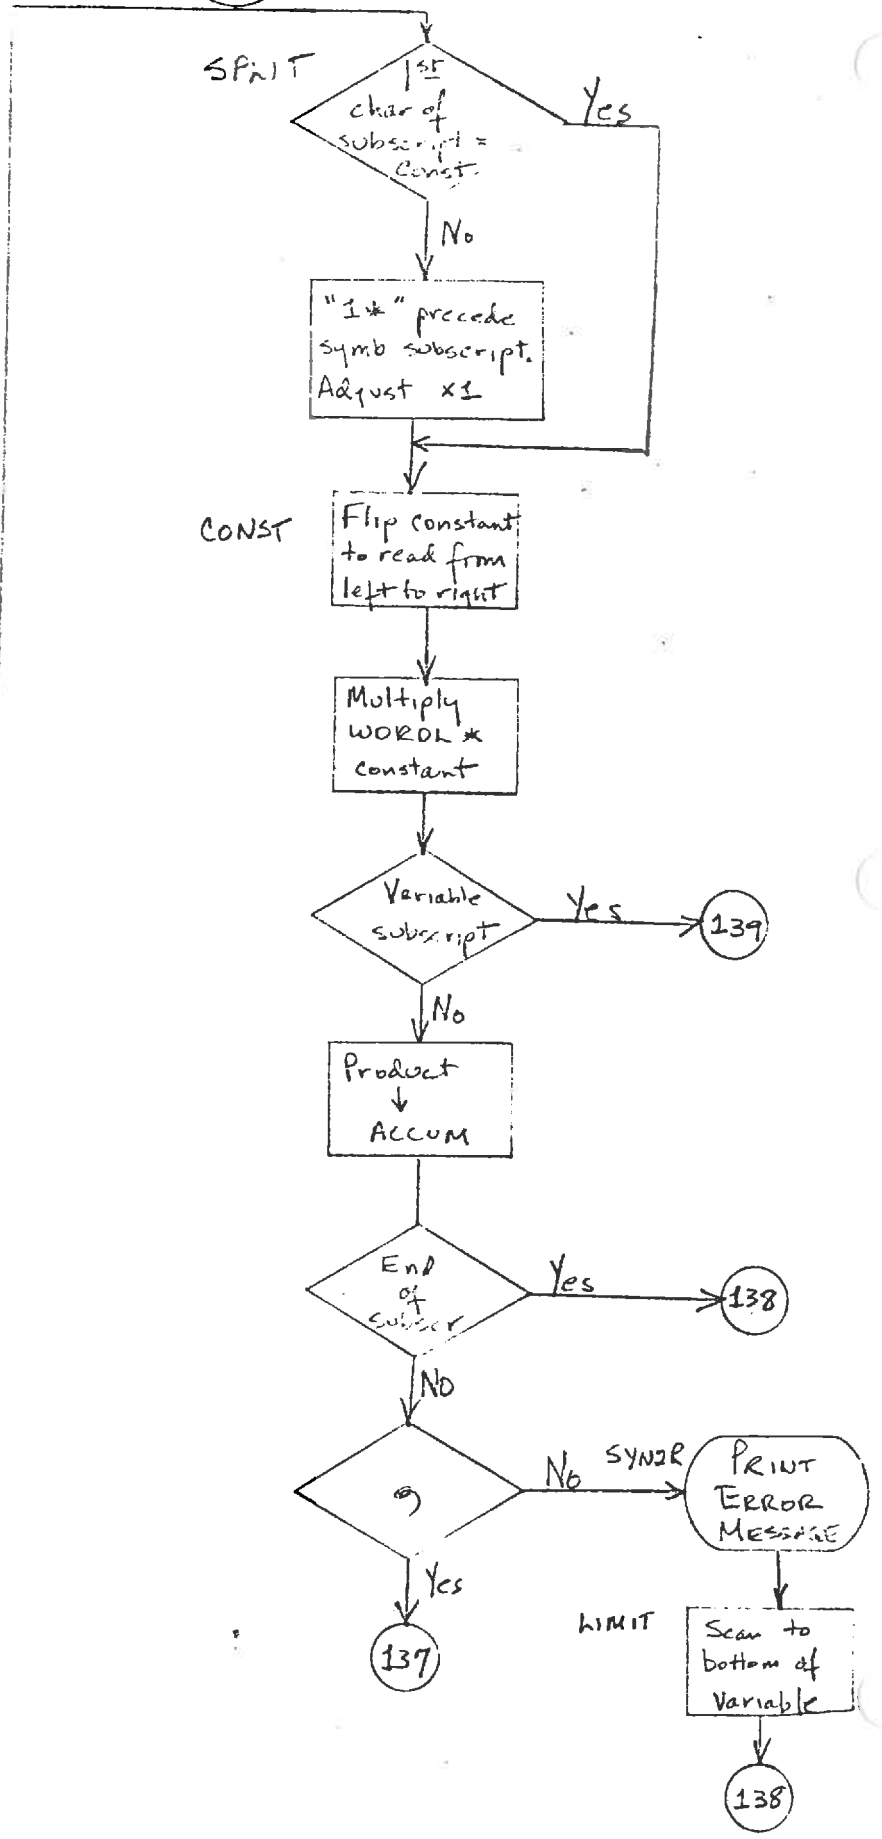 SPLIT
1st
char of
subscript =
Const.
Yes
No
"1*" precede
symb subscript.
Adjust x1
CONST
Flip constant
to read from
left to right
Multiply
WORDL *
constant
Variable
subscript
Yes
139
No
Product
↓
ACCUM
End
of
subscr
Yes
138
No
,
No
SYN2R
PRINT
ERROR
MESSAGE
Yes
137
LIMIT
Scan to
bottom of
Variable
138